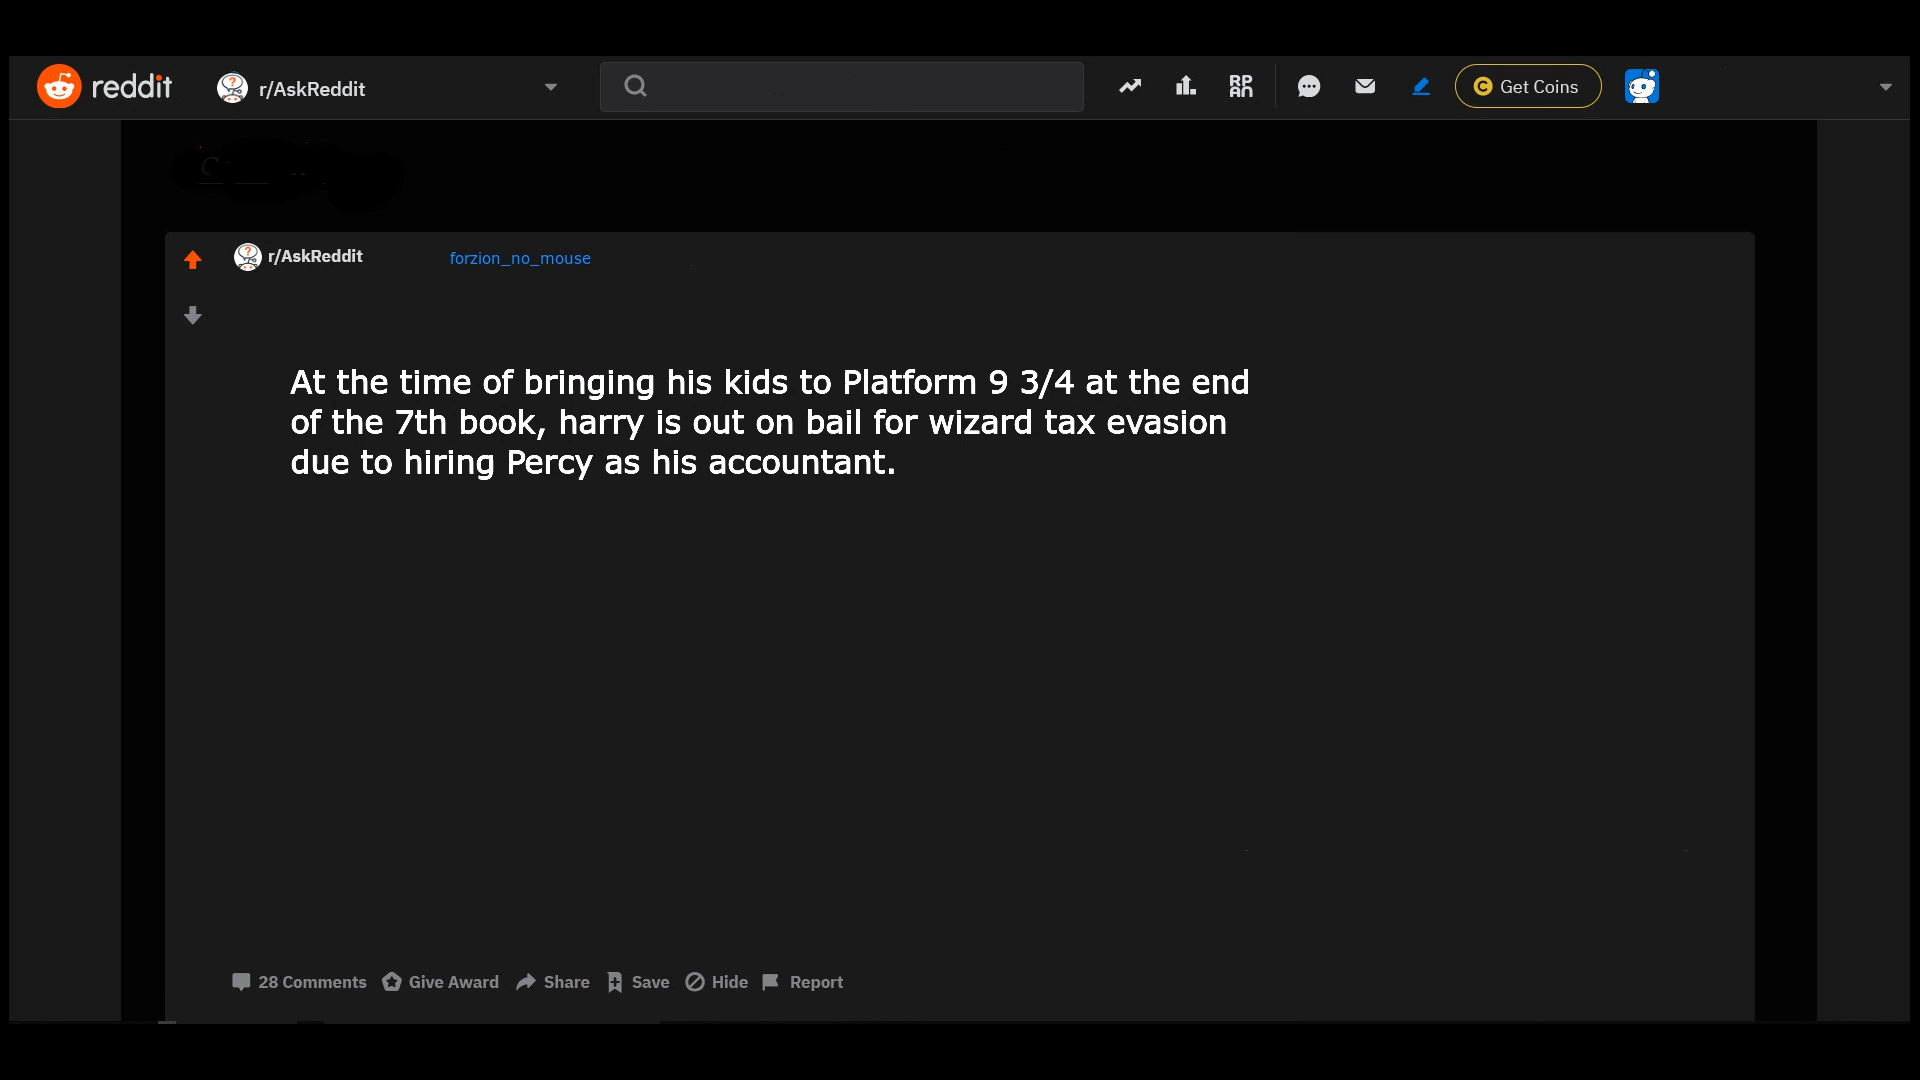 reddit r/AskReddit RPAN Get Coins
r/AskReddit forzion_no_mouse
At the time of bringing his kids to Platform 9 3/4 at the end
of the 7th book, harry is out on bail for wizard tax evasion
due to hiring Percy as his accountant.
28 Comments Give Award Share Save Hide Report